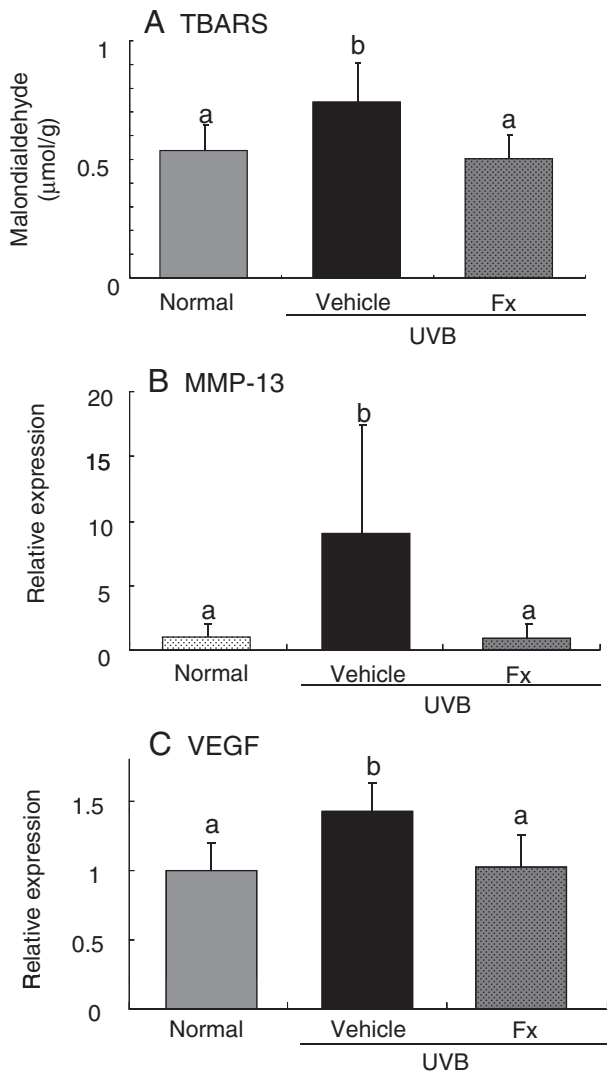 A TBARS
Malondialdehyde
(μmol/g)
1
0.5
0
a
b
a
Normal
Vehicle
Fx
UVB
B MMP-13
Relative expression
20
15
10
5
0
a
b
a
Normal
Vehicle
Fx
UVB
C VEGF
Relative expression
1.5
1
0.5
0
a
b
a
Normal
Vehicle
Fx
UVB